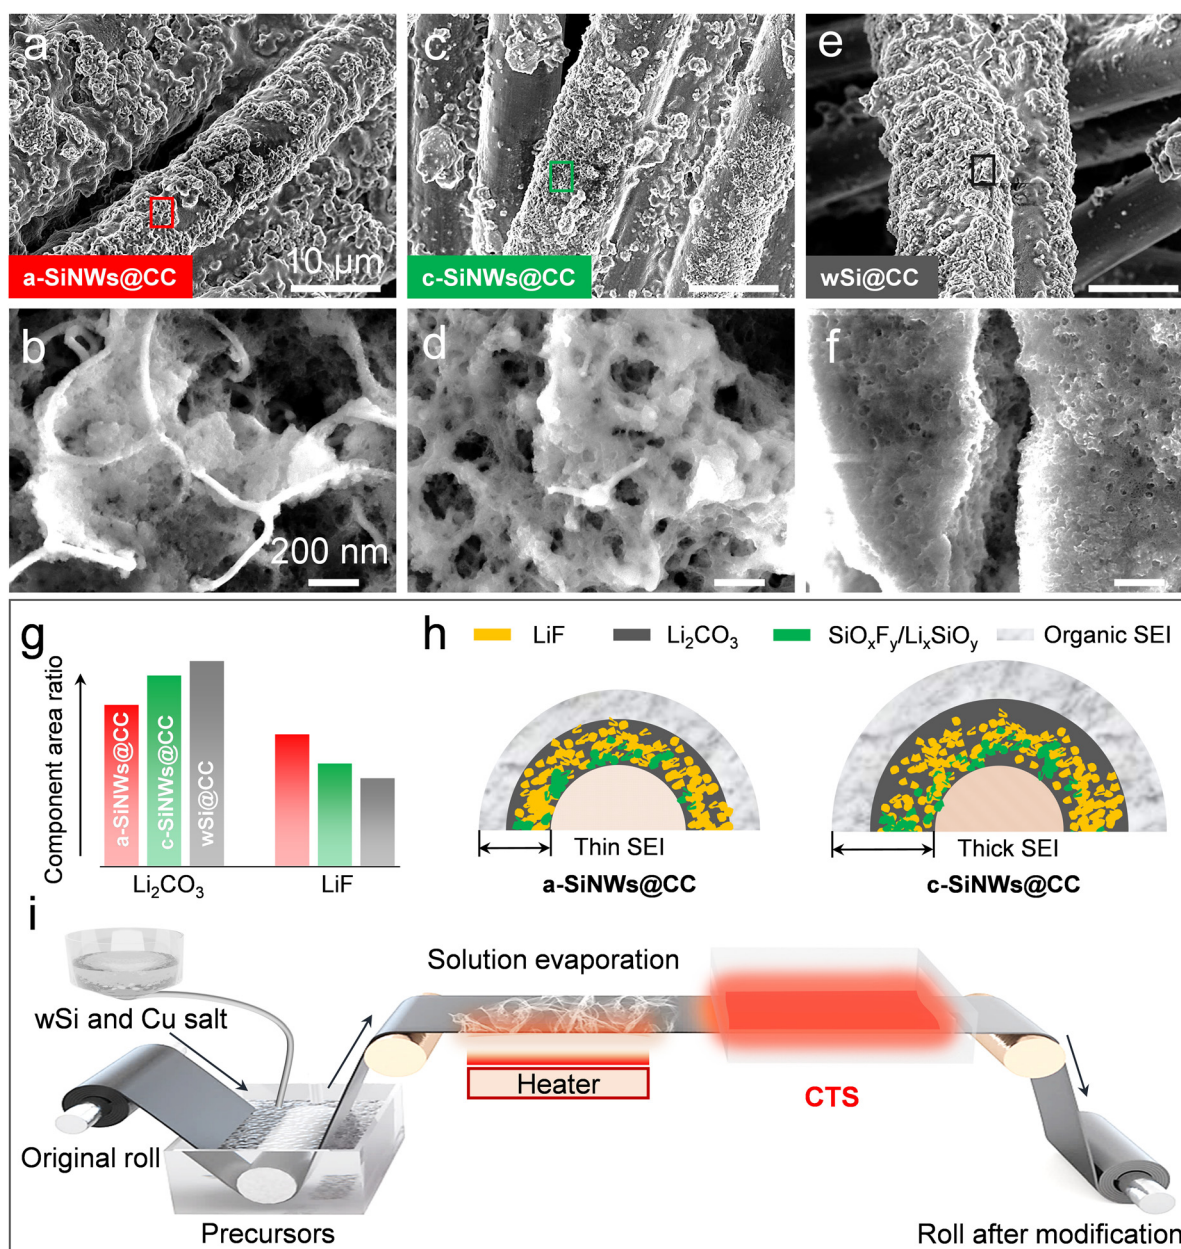 a
a-SiNWs@CC
10 μm
c
c-SiNWs@CC
e
wSi@CC
b
200 nm
d
f
g
Component area ratio
a-SiNWs@CC
c-SiNWs@CC
wSi@CC
Li₂CO₃
LiF
h
LiF
Li₂CO₃
SiOₓFᵧ/LiₓSiOᵧ
Organic SEI
Thin SEI
a-SiNWs@CC
Thick SEI
c-SiNWs@CC
i
wSi and Cu salt
Solution evaporation
Heater
CTS
Original roll
Precursors
Roll after modification